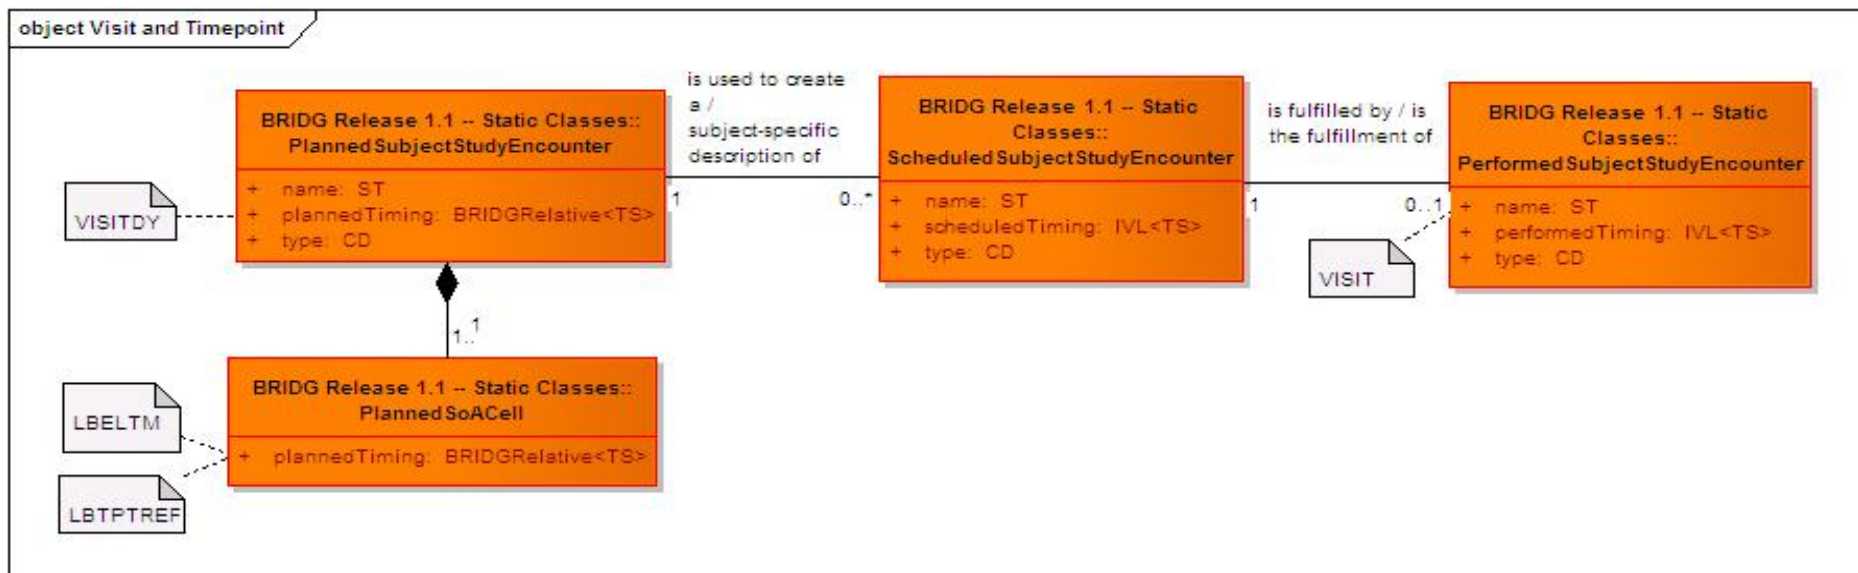 object Visit and Timepoint
BRIDG Release 1.1 -- Static Classes::
PlannedSubjectStudyEncounter
+ name: ST
+ plannedTiming: BRIDGRelative<TS>
+ type: CD
VISITDY
is used to create
a /
subject-specific
description of
1
0..*
BRIDG Release 1.1 -- Static
Classes::
ScheduledSubjectStudyEncounter
+ name: ST
+ scheduledTiming: IVL<TS>
+ type: CD
is fulfilled by / is
the fulfillment of
1
0..1
VISIT
BRIDG Release 1.1 -- Static
Classes::
PerformedSubjectStudyEncounter
+ name: ST
+ performedTiming: IVL<TS>
+ type: CD
1..1
BRIDG Release 1.1 -- Static Classes::
PlannedSoACell
+ plannedTiming: BRIDGRelative<TS>
LBELTM
LBTPTREF